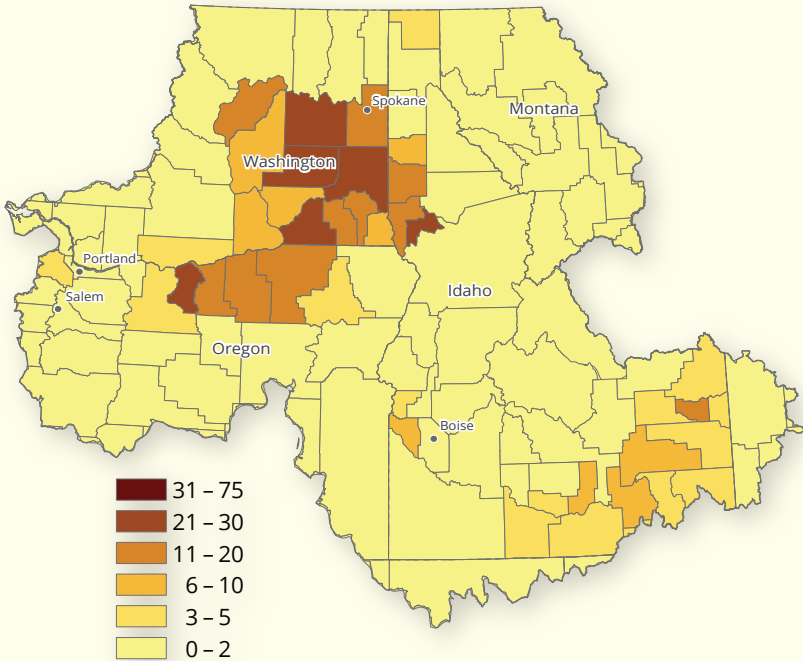 Spokane
Montana
Washington
Portland
Salem
Idaho
Oregon
Boise
31 – 75
21 – 30
11 – 20
6 – 10
3 – 5
0 – 2